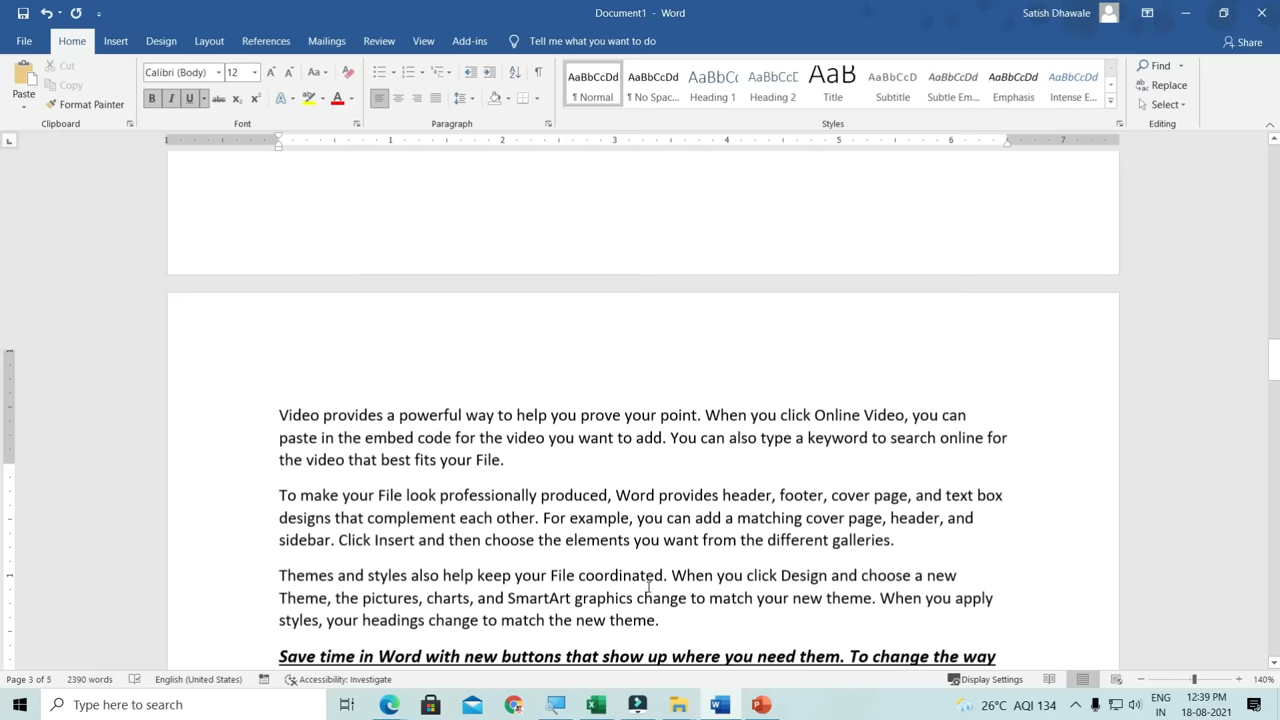 Document1 - Word
Satish Dhawale
File Home Insert Design Layout References Mailings Review View Add-ins Tell me what you want to do Share
Paste
Cut
Copy
Format Painter
Clipboard
Calibri (Body) 12
Font
Paragraph
AaBbCcDd AaBbCcDd AaBbCc AaBbCcD AaB AaBbCcD AaBbCcDd AaBbCcDd AaBbCcDd
¶ Normal ¶ No Spac... Heading 1 Heading 2 Title Subtitle Subtle Em... Emphasis Intense E...
Styles
Find
Replace
Select
Editing
1 1 2 3 4 5 6 7
Video provides a powerful way to help you prove your point. When you click Online Video, you can
paste in the embed code for the video you want to add. You can also type a keyword to search online for
the video that best fits your File.
To make your File look professionally produced, Word provides header, footer, cover page, and text box
designs that complement each other. For example, you can add a matching cover page, header, and
sidebar. Click Insert and then choose the elements you want from the different galleries.
Themes and styles also help keep your File coordinated. When you click Design and choose a new
Theme, the pictures, charts, and SmartArt graphics change to match your new theme. When you apply
styles, your headings change to match the new theme.
Save time in Word with new buttons that show up where you need them. To change the way
Page 3 of 5 2390 words English (United States) Accessibility: Investigate Display Settings 140%
Type here to search
26°C AQI 134
ENG
IN
12:39 PM
18-08-2021